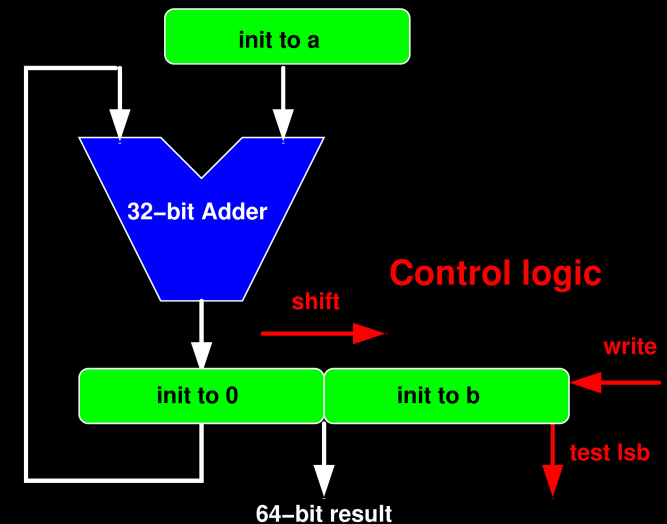 init to a
32−bit Adder
Control logic
shift
write
init to 0
init to b
test lsb
64−bit result